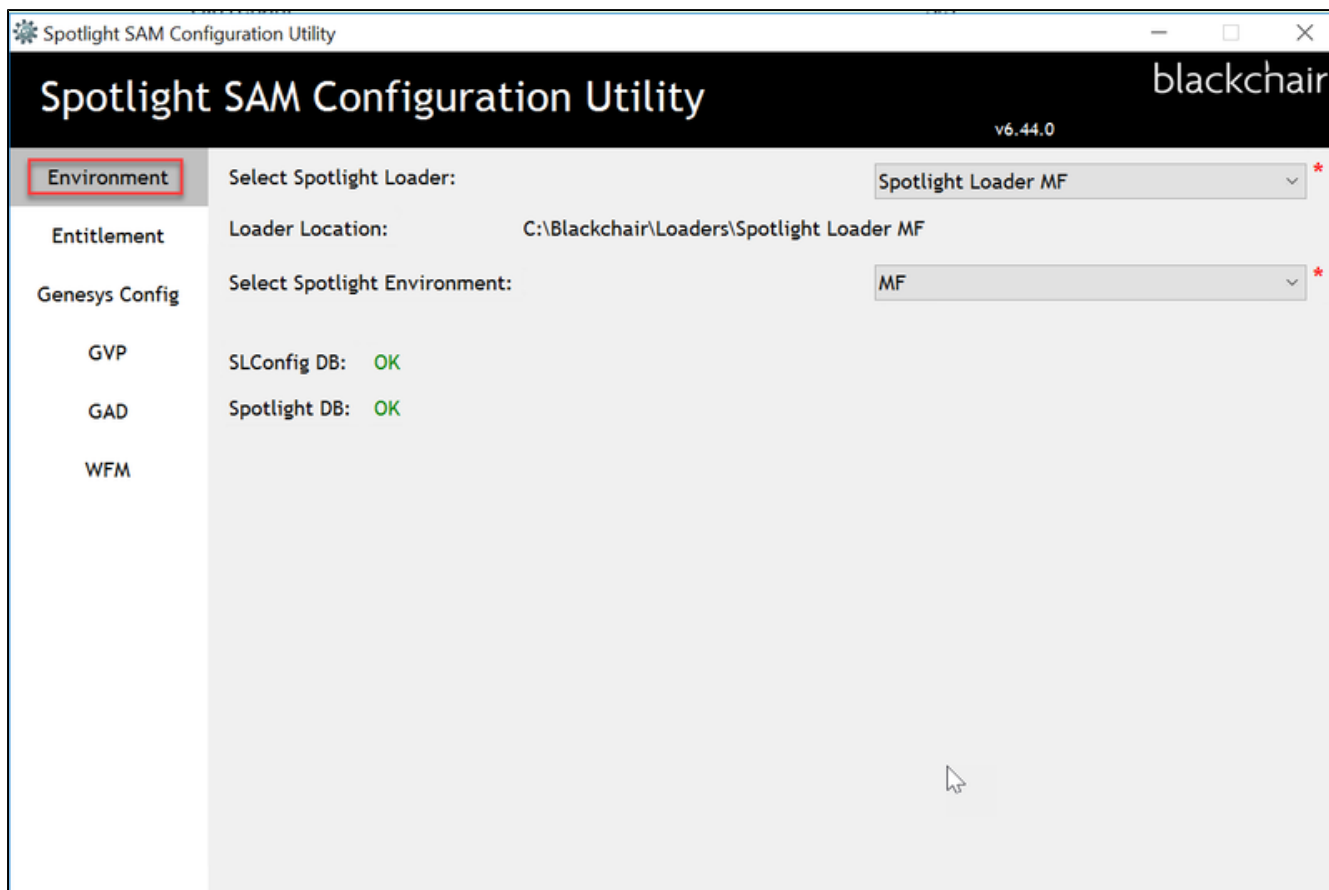 Spotlight SAM Configuration Utility
blackchair
Spotlight SAM Configuration Utility
v6.44.0
Environment
Select Spotlight Loader:
Spotlight Loader MF
*
Entitlement
Loader Location:
C:\Blackchair\Loaders\Spotlight Loader MF
Genesys Config
Select Spotlight Environment:
MF
*
GVP
SLConfig DB: OK
GAD
Spotlight DB: OK
WFM